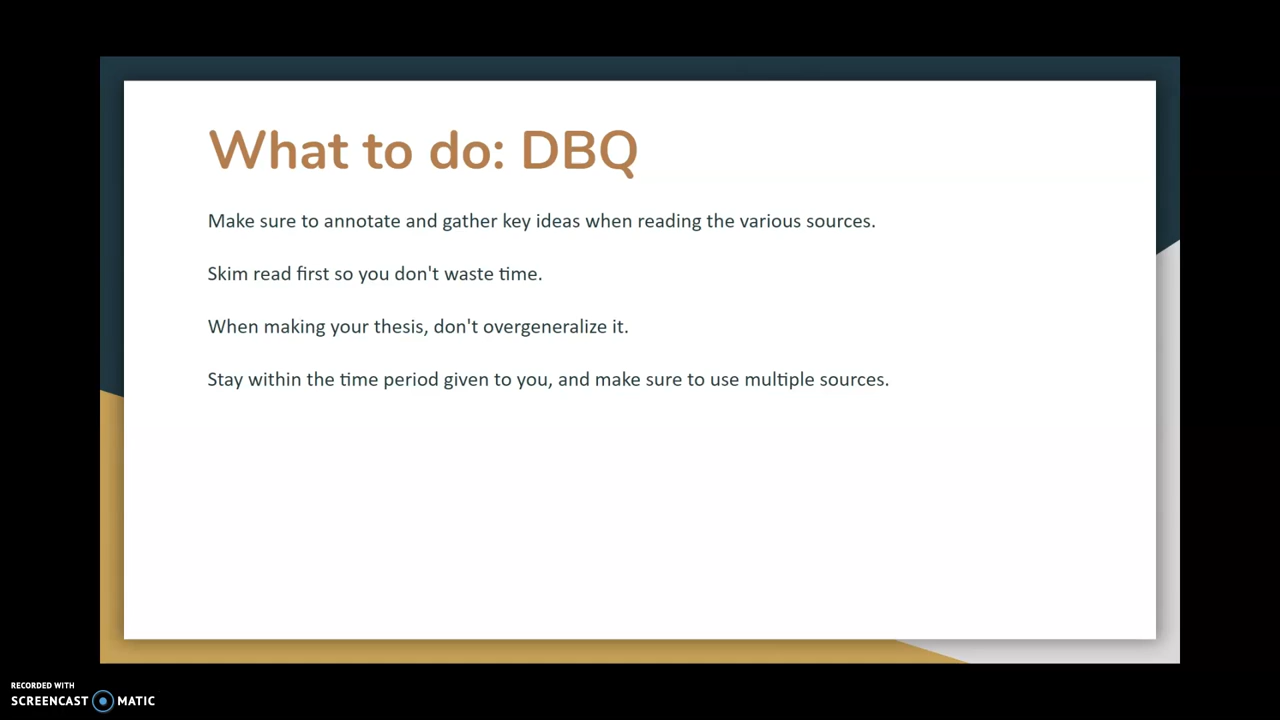 What to do: DBQ
Make sure to annotate and gather key ideas when reading the various sources.
Skim read first so you don't waste time.
When making your thesis, don't overgeneralize it.
Stay within the time period given to you, and make sure to use multiple sources.
RECORDED WITH
SCREENCAST MATIC